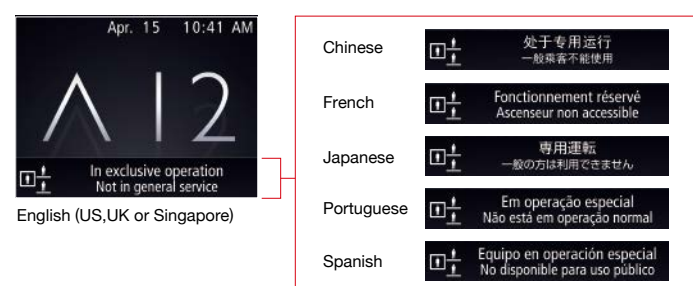 Apr. 15 10:41 AM
A 12
In exclusive operation
Not in general service
English (US,UK or Singapore)
Chinese
处于专用运行
一般乘客不能使用
French
Fonctionnement réservé
Ascenseur non accessible
Japanese
専用運転
一般の方は利用できません
Portuguese
Em operação especial
Não está em operação normal
Spanish
Equipo en operación especial
No disponible para uso público